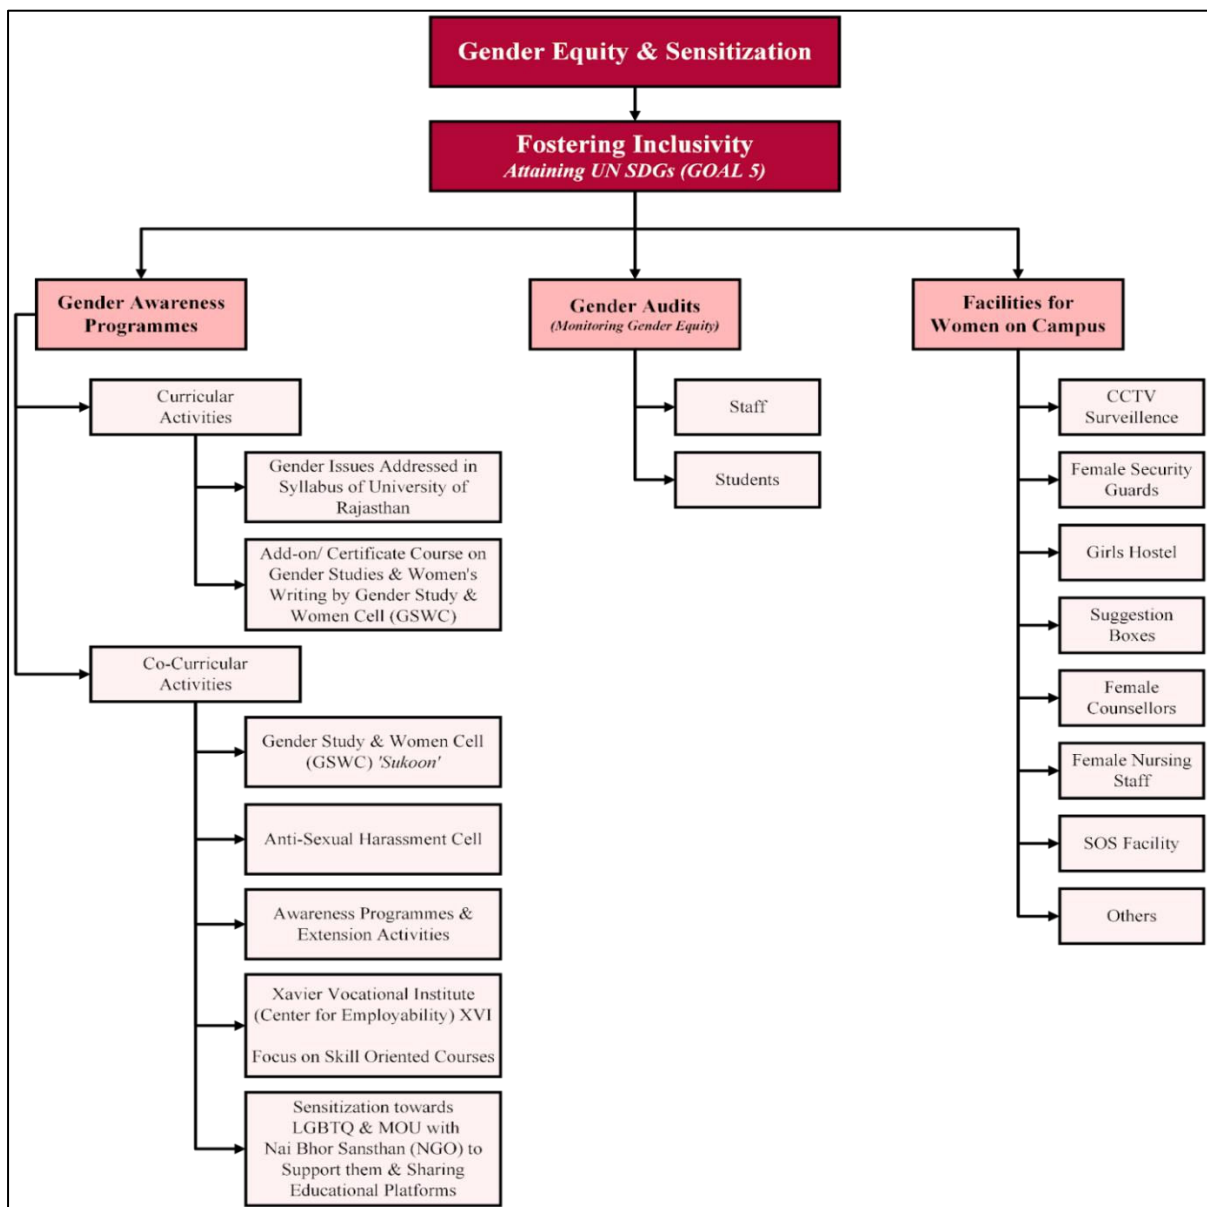 Gender Equity & Sensitization
Fostering Inclusivity
Attaining UN SDGs (GOAL 5)
Gender Awareness
Programmes
Curricular
Activities
Gender Issues Addressed in
Syllabus of University of
Rajasthan
Add-on/ Certificate Course on
Gender Studies & Women's
Writing by Gender Study &
Women Cell (GSWC)
Co-Curricular
Activities
Gender Study & Women Cell
(GSWC) 'Sukoon'
Anti-Sexual Harassment Cell
Awareness Programmes &
Extension Activities
Xavier Vocational Institute
(Center for Employability) XVI
Focus on Skill Oriented Courses
Sensitization towards
LGBTQ & MOU with
Nai Bhor Sansthan (NGO) to
Support them & Sharing
Educational Platforms
Gender Audits
(Monitoring Gender Equity)
Staff
Students
Facilities for
Women on Campus
CCTV
Surveillence
Female Security
Guards
Girls Hostel
Suggestion
Boxes
Female
Counsellors
Female Nursing
Staff
SOS Facility
Others